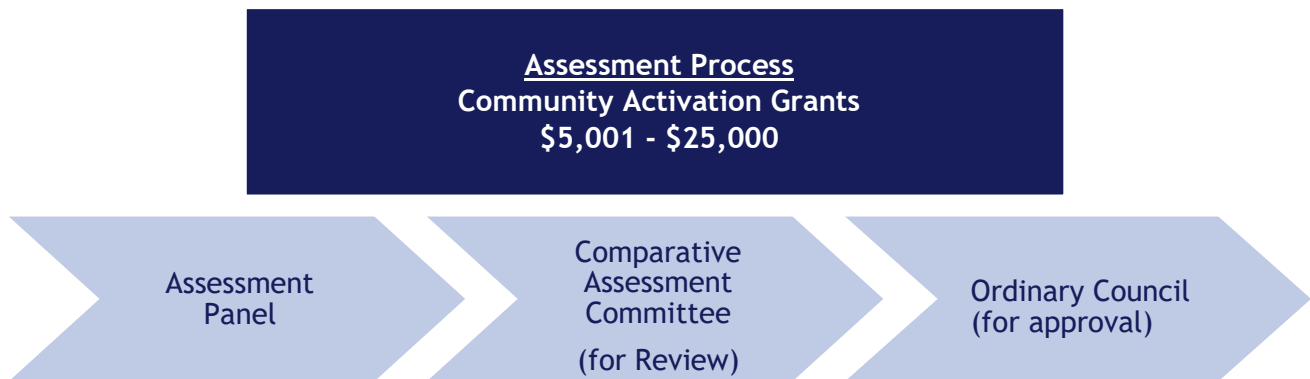 Assessment Process
Community Activation Grants
$5,001 - $25,000
Assessment
Panel
Comparative
Assessment
Committee
(for Review)
Ordinary Council
(for approval)